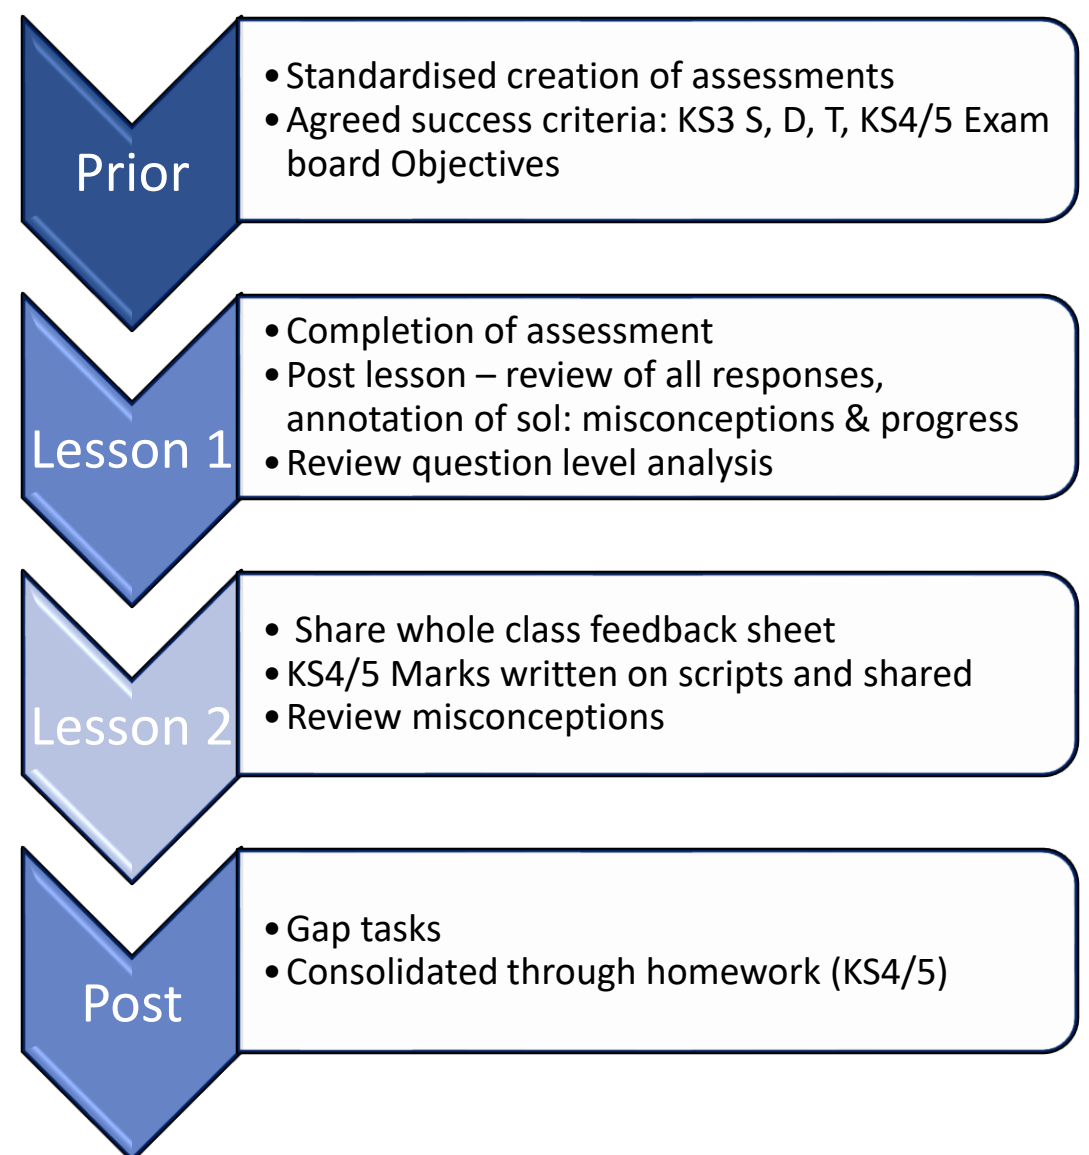 Prior
• Standardised creation of assessments
• Agreed success criteria: KS3 S, D, T, KS4/5 Exam
board Objectives
Lesson 1
• Completion of assessment
• Post lesson – review of all responses,
annotation of sol: misconceptions & progress
• Review question level analysis
Lesson 2
• Share whole class feedback sheet
• KS4/5 Marks written on scripts and shared
• Review misconceptions
Post
• Gap tasks
• Consolidated through homework (KS4/5)